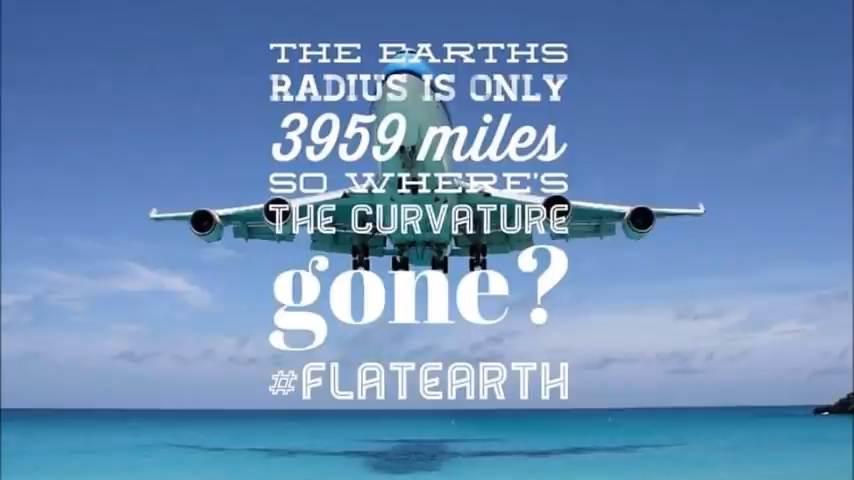 THE EARTHS
RADIUS IS ONLY
3959 miles
SO WHERE'S
THE CURVATURE
gone?
#FLATEARTH